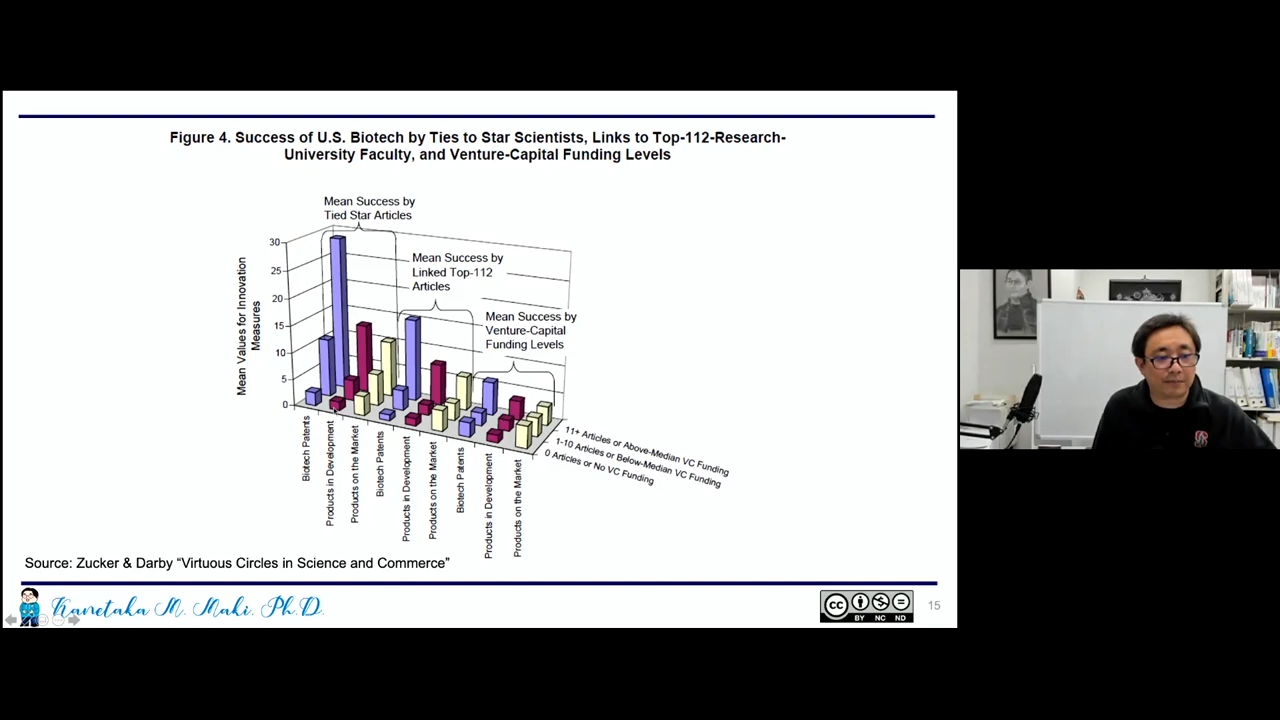 Figure 4. Success of U.S. Biotech by Ties to Star Scientists, Links to Top-112-Research-
University Faculty, and Venture-Capital Funding Levels
Mean Success by
Tied Star Articles
Mean Success by
Linked Top-112
Articles
Mean Success by
Venture-Capital
Funding Levels
Mean Values for Innovation
Measures
30
25
20
15
10
5
0
Biotech Patents
Products in Development
Products on the Market
Biotech Patents
Products in Development
Products on the Market
Biotech Patents
Products in Development
Products on the Market
11+ Articles or Above-Median VC Funding
1-10 Articles or Below-Median VC Funding
0 Articles or No VC Funding
Source: Zucker & Darby “Virtuous Circles in Science and Commerce”
Kanetaka M. Maki, Ph.D.
cc
BY NC ND
15